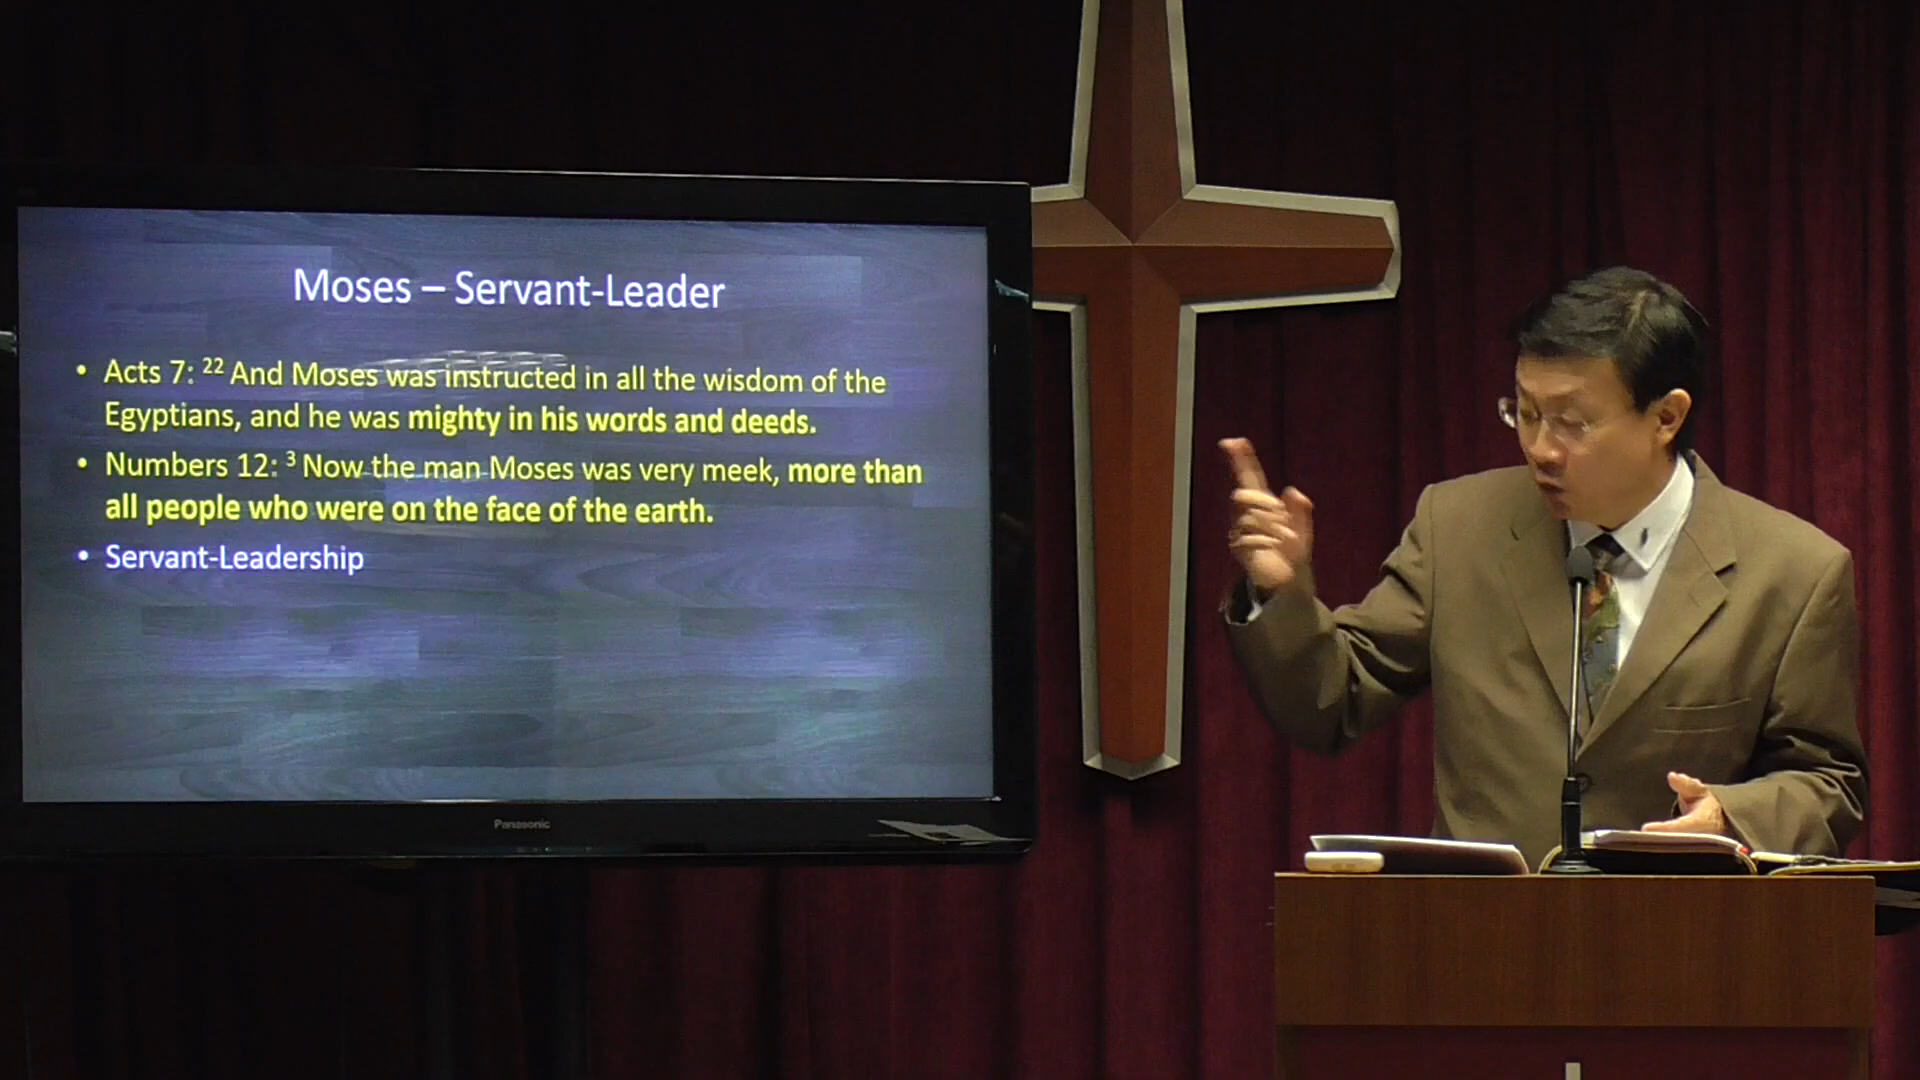 Moses – Servant-Leader
• Acts 7: ²² And Moses was instructed in all the wisdom of the
Egyptians, and he was mighty in his words and deeds.
• Numbers 12: ³ Now the man Moses was very meek, more than
all people who were on the face of the earth.
• Servant-Leadership
Panasonic